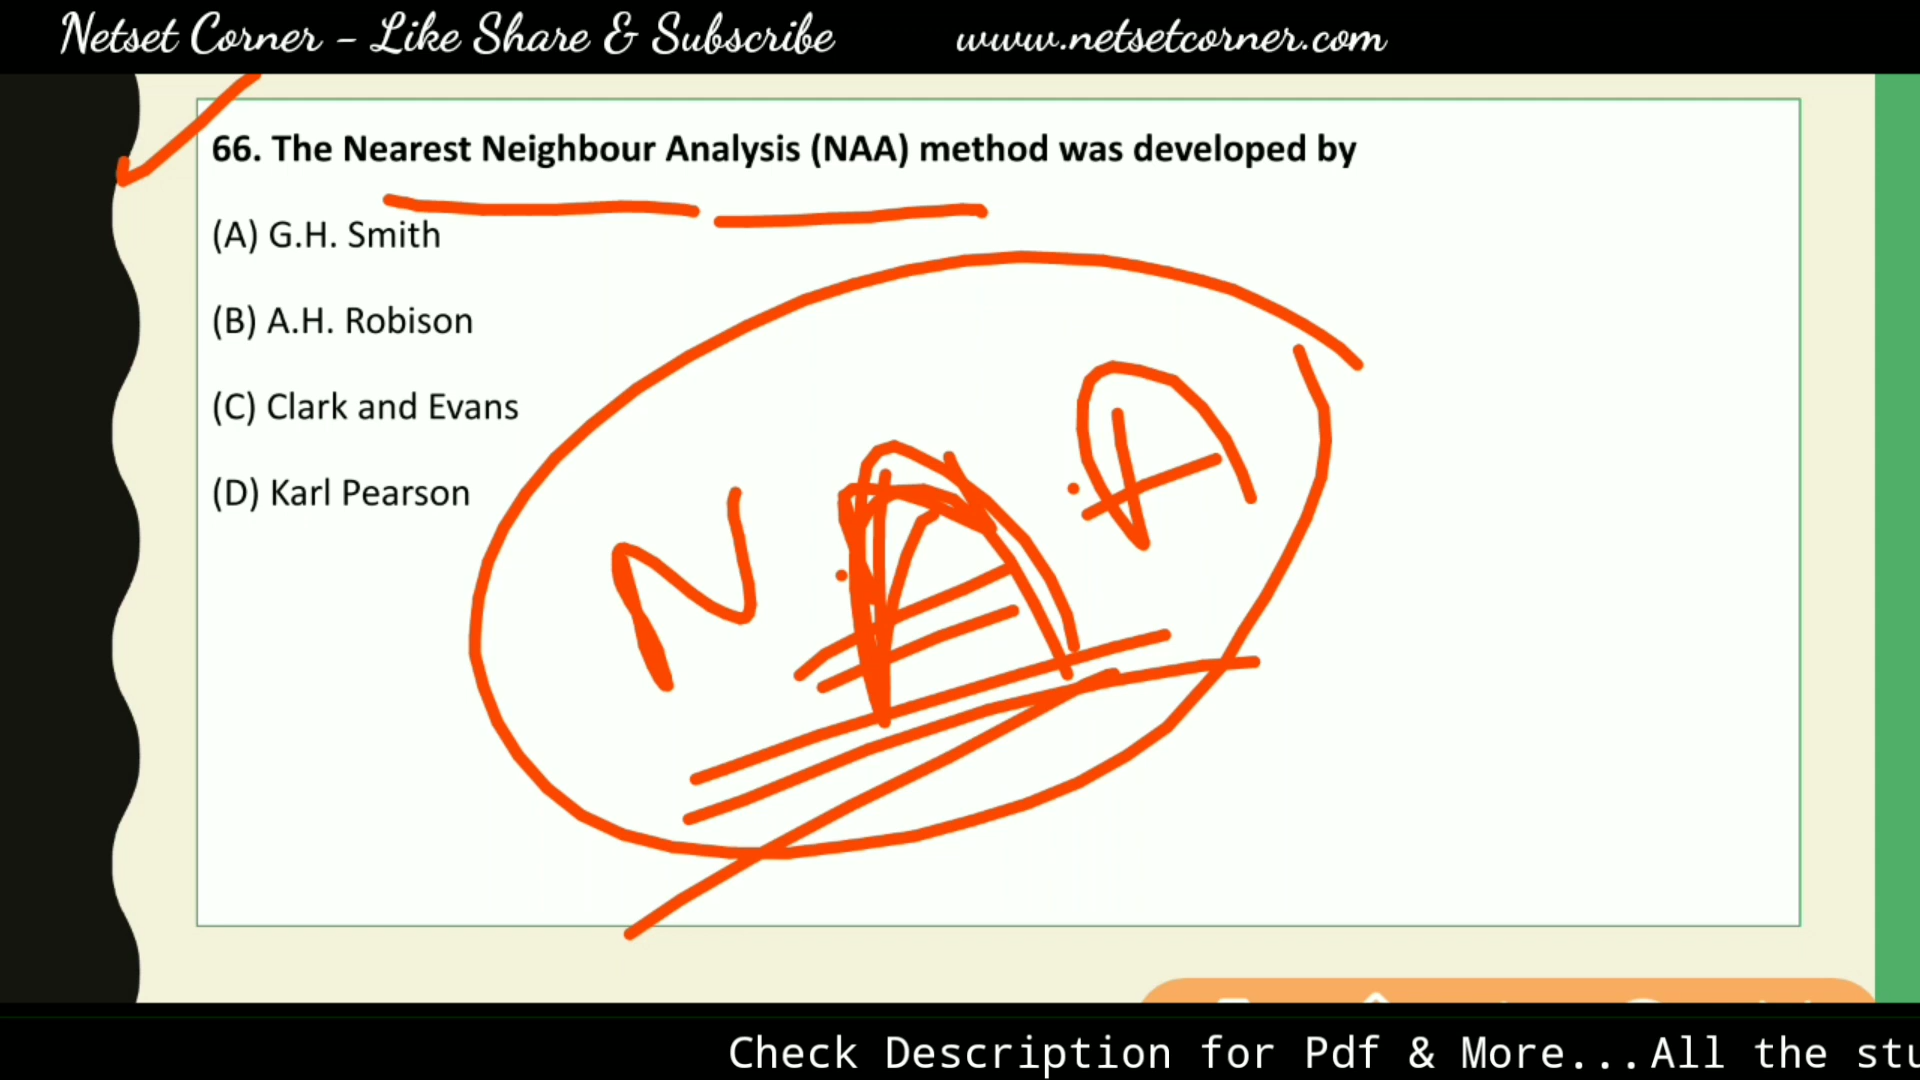 Netset Corner - Like Share & Subscribe www.netsetcorner.com
66. The Nearest Neighbour Analysis (NAA) method was developed by
(A) G.H. Smith
(B) A.H. Robison
(C) Clark and Evans
(D) Karl Pearson
N A A
Check Description for Pdf & More...All the stu